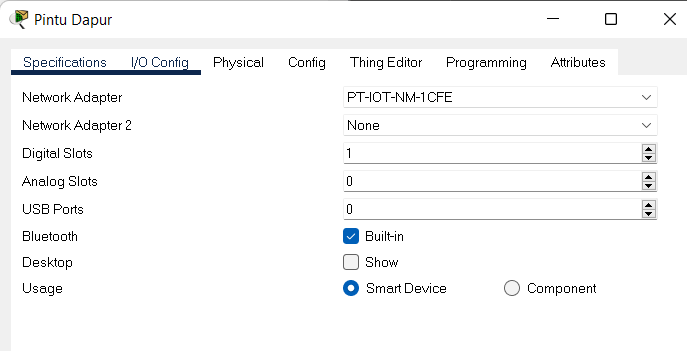 Pintu Dapur
Specifications I/O Config Physical Config Thing Editor Programming Attributes
Network Adapter PT-IOT-NM-1CFE
Network Adapter 2 None
Digital Slots 1
Analog Slots 0
USB Ports 0
Bluetooth Built-in
Desktop Show
Usage Smart Device Component